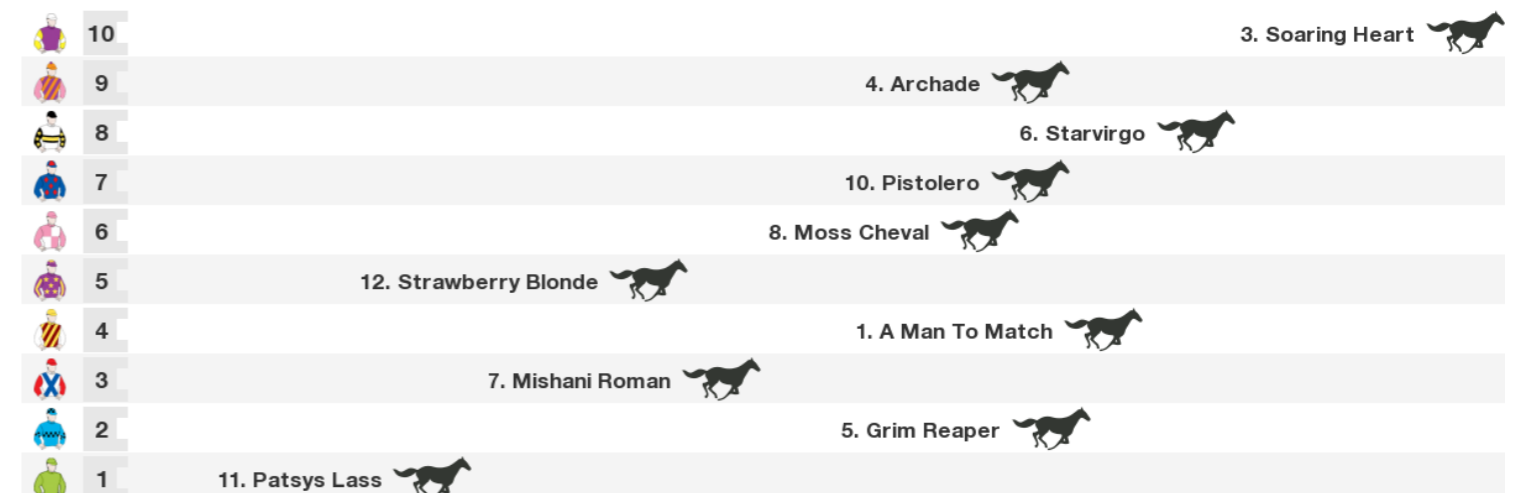 10 3. Soaring Heart
9 4. Archade
8 6. Starvirgo
7 10. Pistolero
6 8. Moss Cheval
5 12. Strawberry Blonde
4 1. A Man To Match
3 7. Mishani Roman
2 5. Grim Reaper
1 11. Patsys Lass